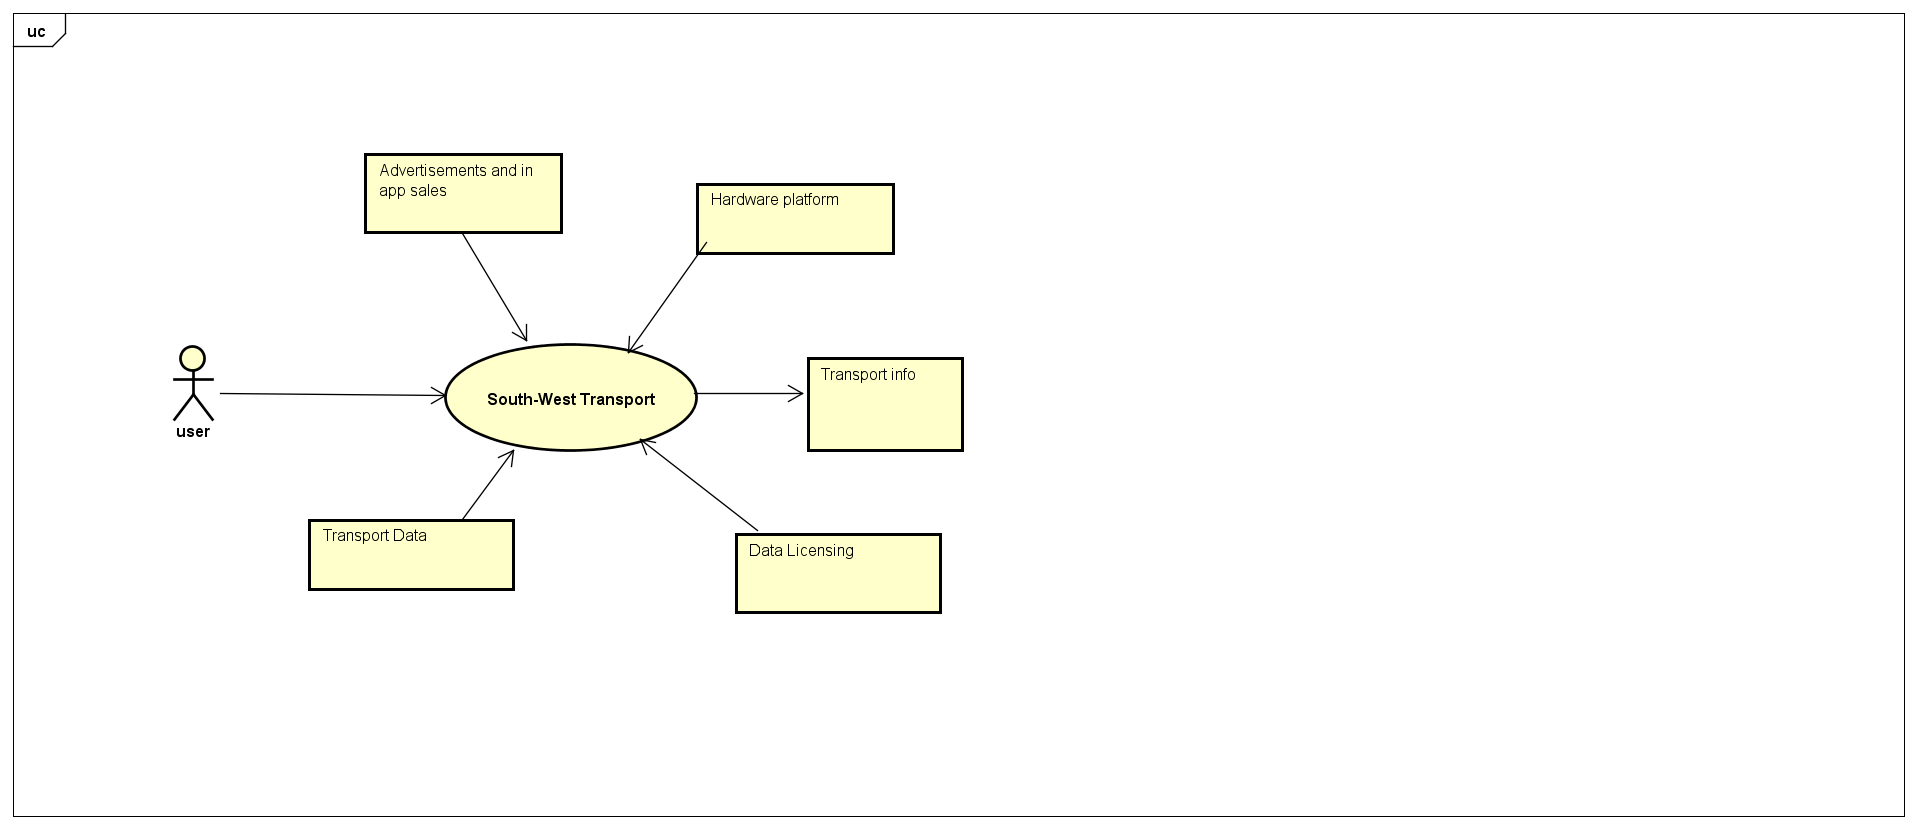 uc
Advertisements and in
app sales
Hardware platform
Transport info
South-West Transport
user
Transport Data
Data Licensing